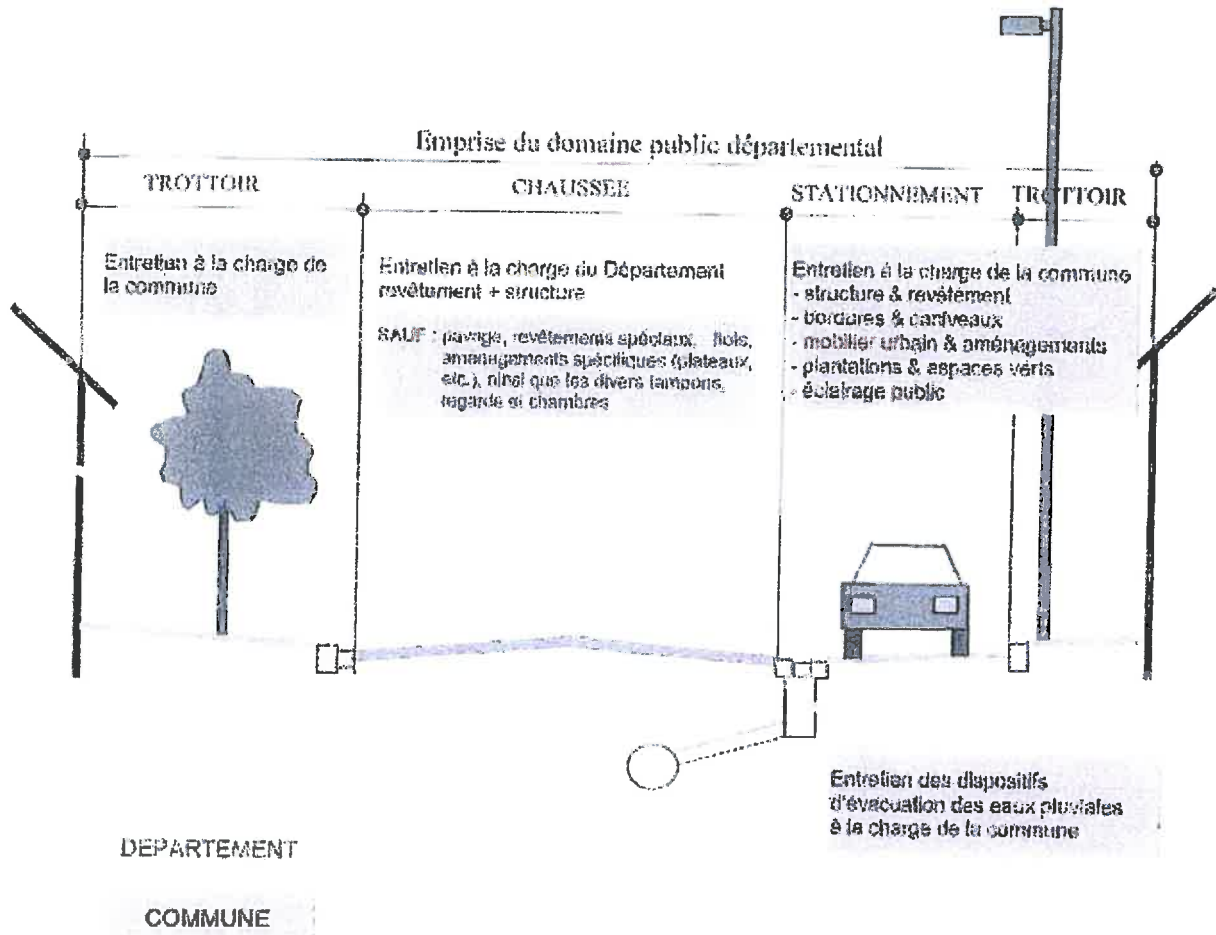 Emprise du domaine public départemental
TROTTOIR
CHAUSSEE
STATIONNEMENT
TROTTOIR
Entretien à la charge de
la commune
Entretien à la charge du Département
revêtement + structure
SAUF : pavage, revêtements spéciaux, îlots,
aménagements spécifiques (plateaux,
etc.), ainsi que les divers tampons,
regards et chambres
Entretien à la charge de la commune
- structure & revêtement
- bordures & caniveaux
- mobilier urbain & aménagements
- plantations & espaces verts
- éclairage public
Entretien des dispositifs
d'évacuation des eaux pluviales
à la charge de la commune
DEPARTEMENT
COMMUNE